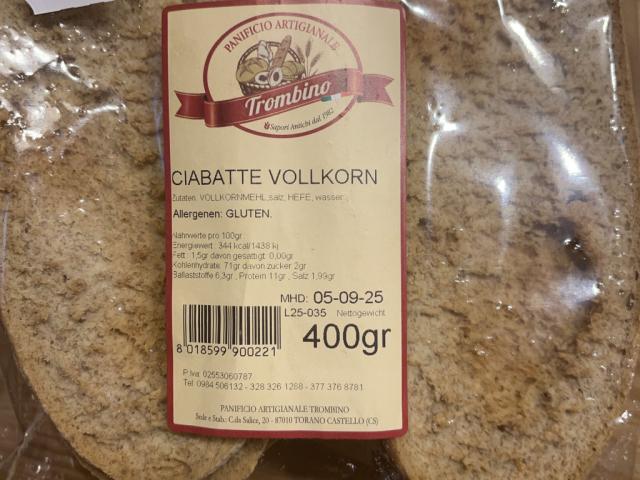 PANIFICIO ARTIGIANALE
Trombino
Sapori Antichi dal 1982
CIABATTE VOLLKORN
Zutaten: VOLLKORNMEHL,salz, HEFE, wasser
Allergenen: GLUTEN.
Nährwerte pro 100gr
Energiewert : 344 kcal/1438 kj
Fett : 1,5gr davon gesättigt 0,00gr
Kohlenhydrate: 71gr davon zucker 2gr
Ballaststoffe 6,3gr , Protein 11gr , Salz 1,99gr
MHD: 05-09-25
L25-035 Nettogewicht
400gr
8 018599 900221
P.Iva: 02553060787
Tel: 0984 506132 - 328 326 1268 - 377 376 8781
PANIFICIO ARTIGIANALE TROMBINO
Sede e Stab.: C.da Salice, 20 - 87010 TORANO CASTELLO (CS)